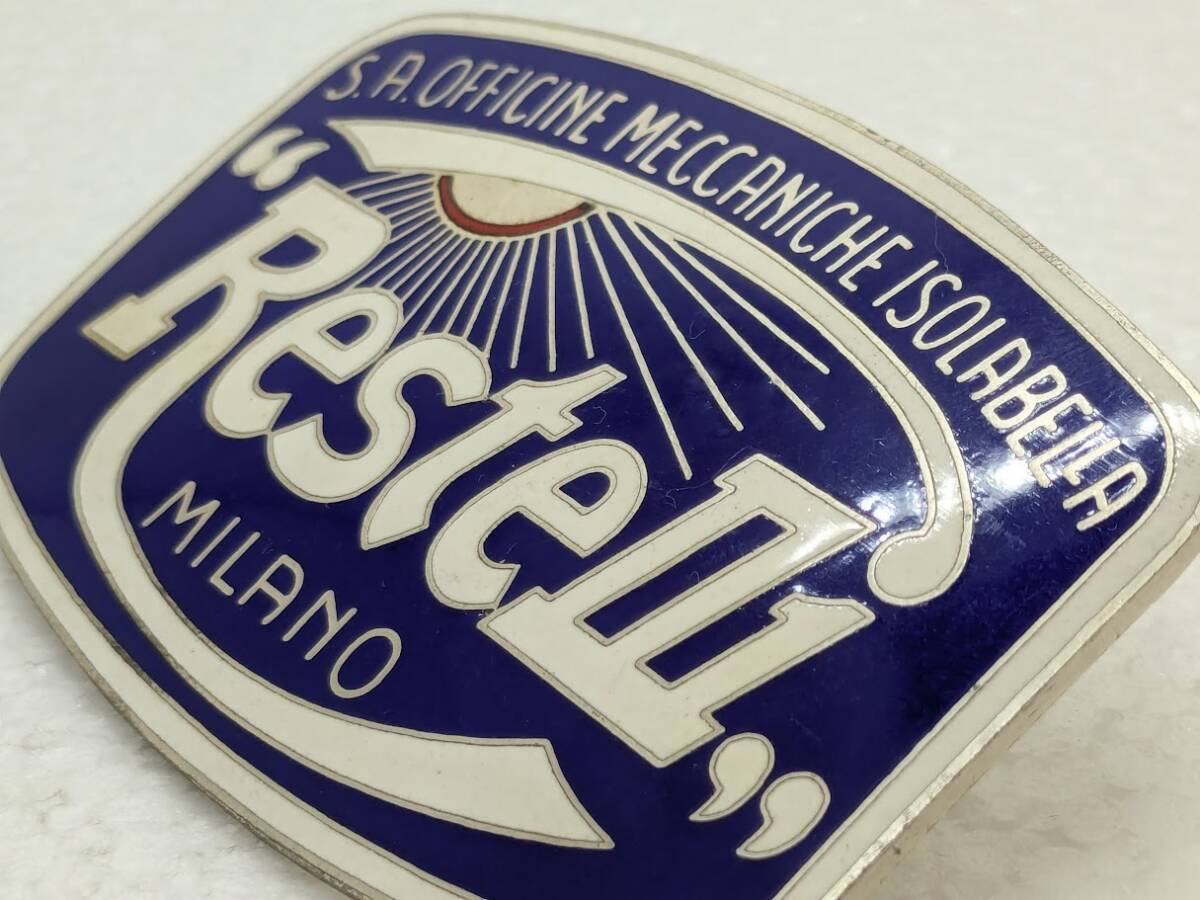 S.A. OFFICINE MECCANICHE ISOLABELLA
“Restelli”
MILANO